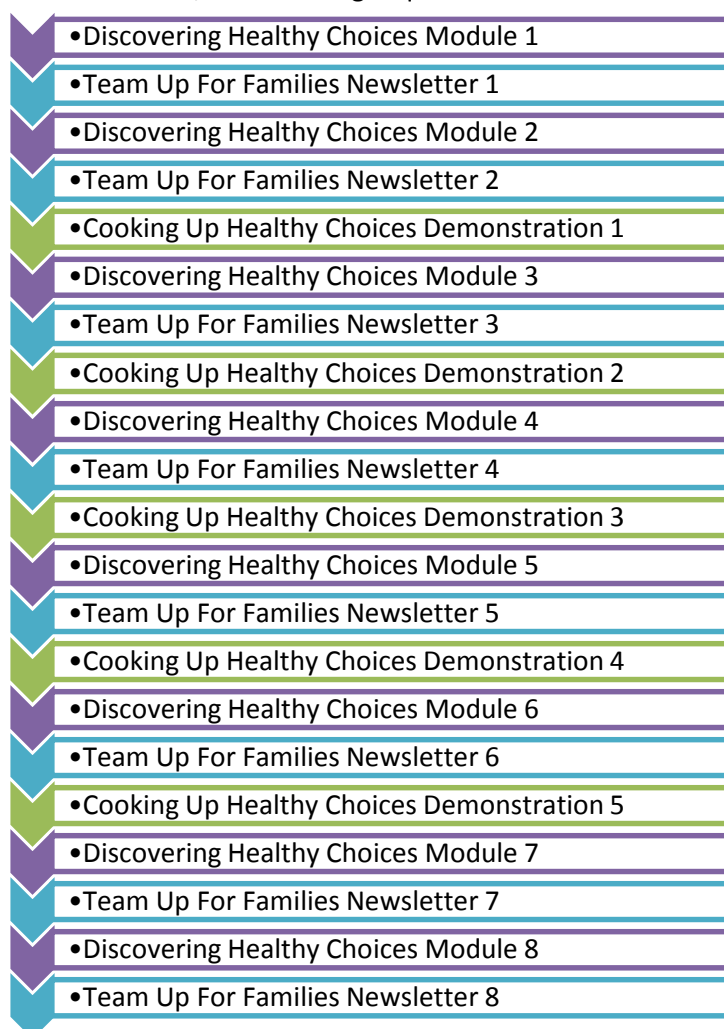 •Discovering Healthy Choices Module 1
•Team Up For Families Newsletter 1
•Discovering Healthy Choices Module 2
•Team Up For Families Newsletter 2
•Cooking Up Healthy Choices Demonstration 1
•Discovering Healthy Choices Module 3
•Team Up For Families Newsletter 3
•Cooking Up Healthy Choices Demonstration 2
•Discovering Healthy Choices Module 4
•Team Up For Families Newsletter 4
•Cooking Up Healthy Choices Demonstration 3
•Discovering Healthy Choices Module 5
•Team Up For Families Newsletter 5
•Cooking Up Healthy Choices Demonstration 4
•Discovering Healthy Choices Module 6
•Team Up For Families Newsletter 6
•Cooking Up Healthy Choices Demonstration 5
•Discovering Healthy Choices Module 7
•Team Up For Families Newsletter 7
•Discovering Healthy Choices Module 8
•Team Up For Families Newsletter 8